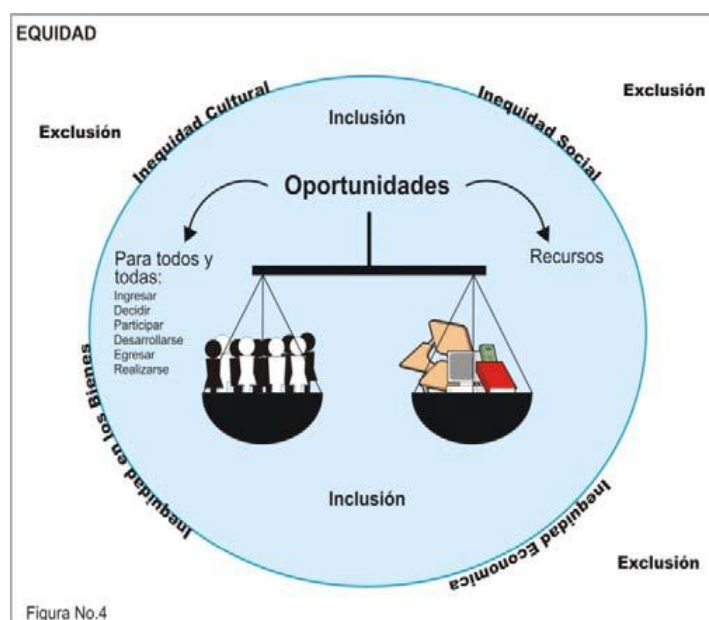 EQUIDAD
Exclusión
Inequidad Cultural
Inclusión
Inequidad Social
Exclusión
Oportunidades
Para todos y
todas:
Ingresar
Decidir
Participar
Desarrollarse
Egresar
Realizarse
Recursos
Inequidad en los Bienes
Inclusión
Inequidad Economica
Exclusión
Figura No.4